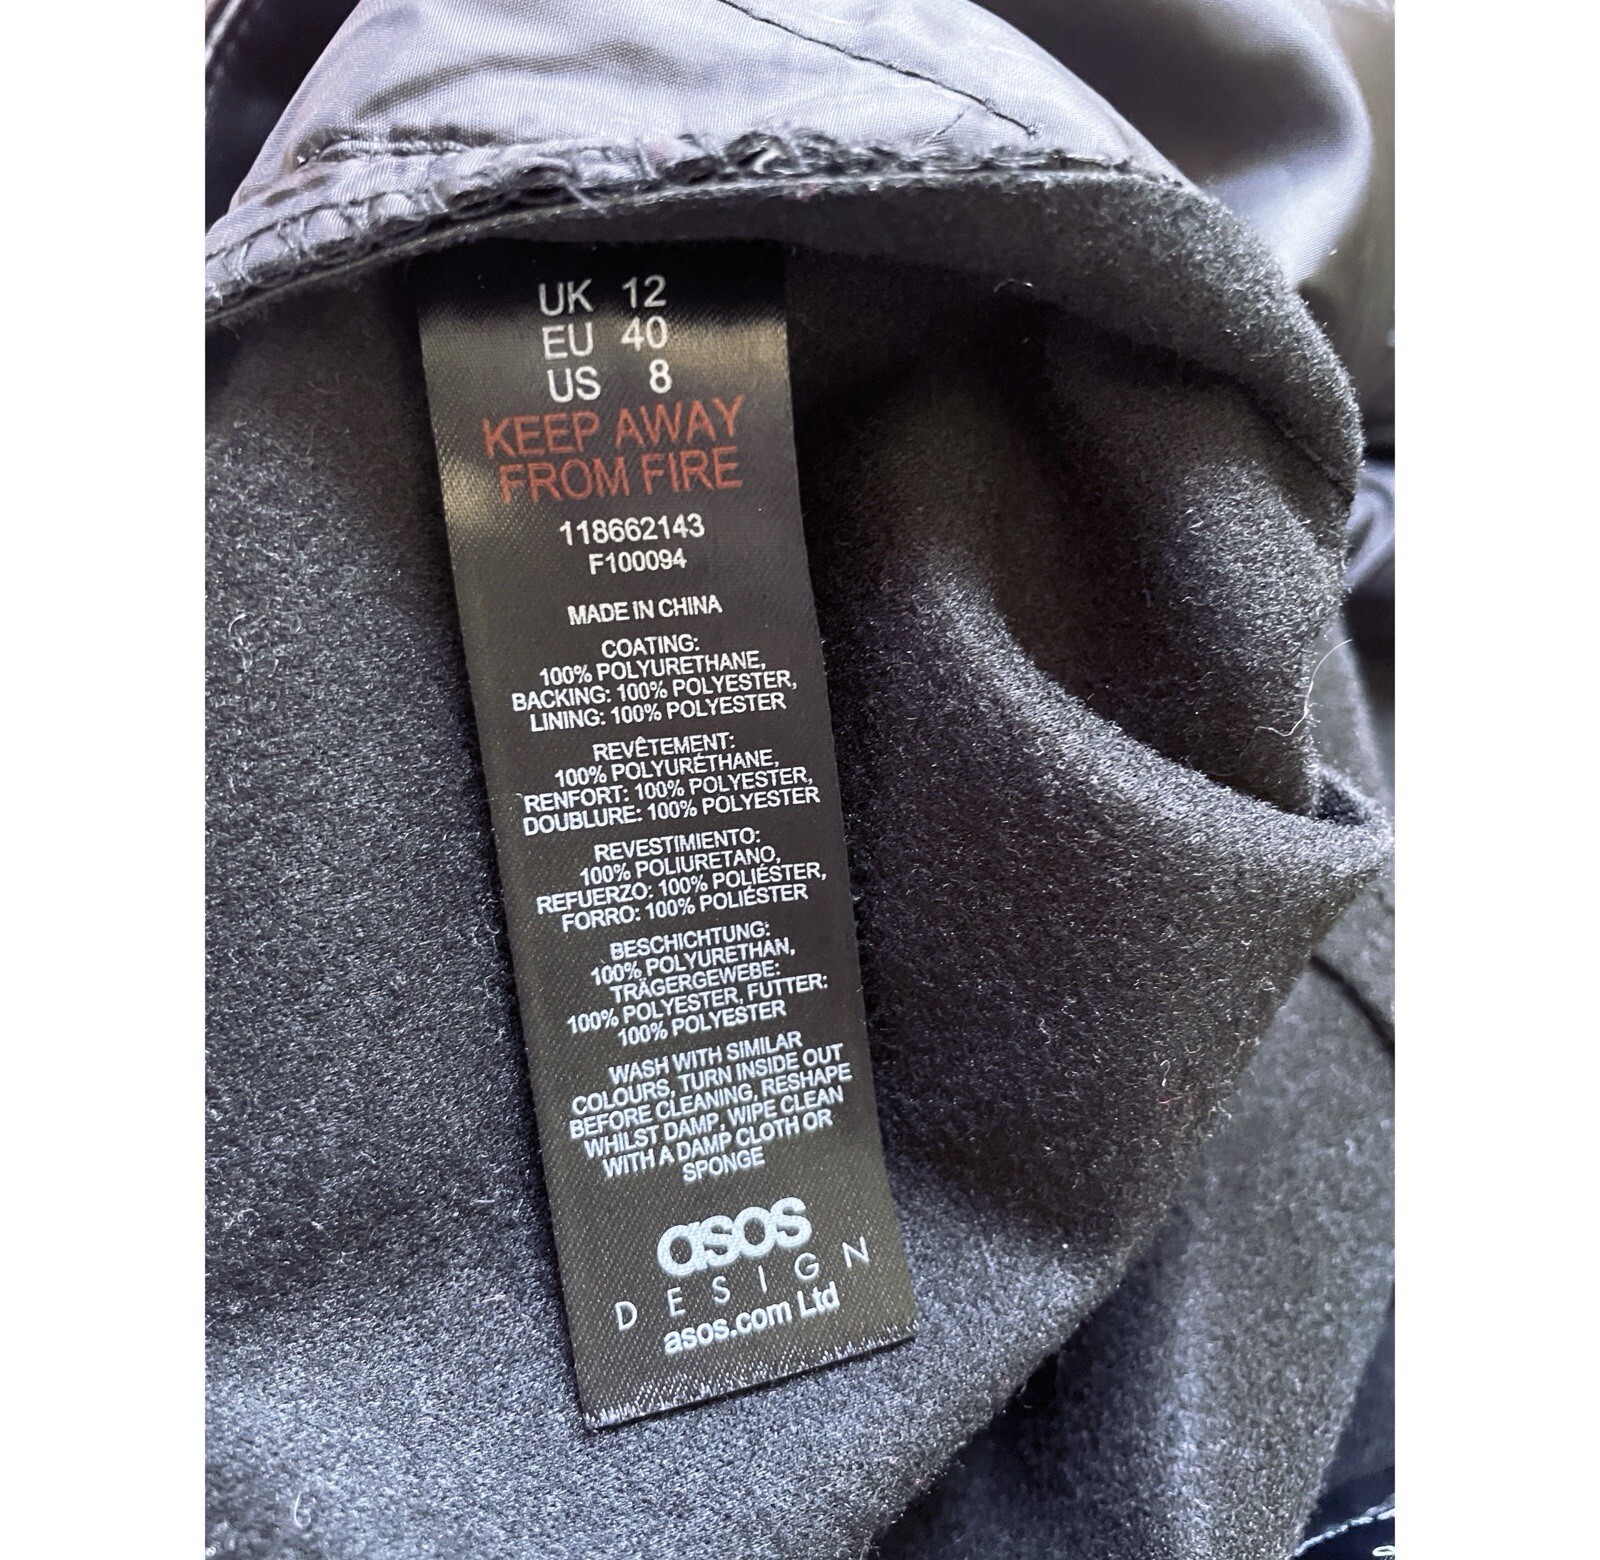 UK 12
EU 40
US 8
KEEP AWAY
FROM FIRE
118662143
F100094
MADE IN CHINA
COATING:
100% POLYURETHANE,
BACKING: 100% POLYESTER,
LINING: 100% POLYESTER
REVÊTEMENT:
100% POLYURÉTHANE,
RENFORT: 100% POLYESTER,
DOUBLURE: 100% POLYESTER
REVESTIMIENTO:
100% POLIURETANO,
REFUERZO: 100% POLIÉSTER,
FORRO: 100% POLIÉSTER
BESCHICHTUNG:
100% POLYURETHAN,
TRÄGERGEWEBE:
100% POLYESTER, FUTTER:
100% POLYESTER
WASH WITH SIMILAR
COLOURS, TURN INSIDE OUT
BEFORE CLEANING, RESHAPE
WHILST DAMP, WIPE CLEAN
WITH A DAMP CLOTH OR
SPONGE
asos
DESIGN
asos.com Ltd